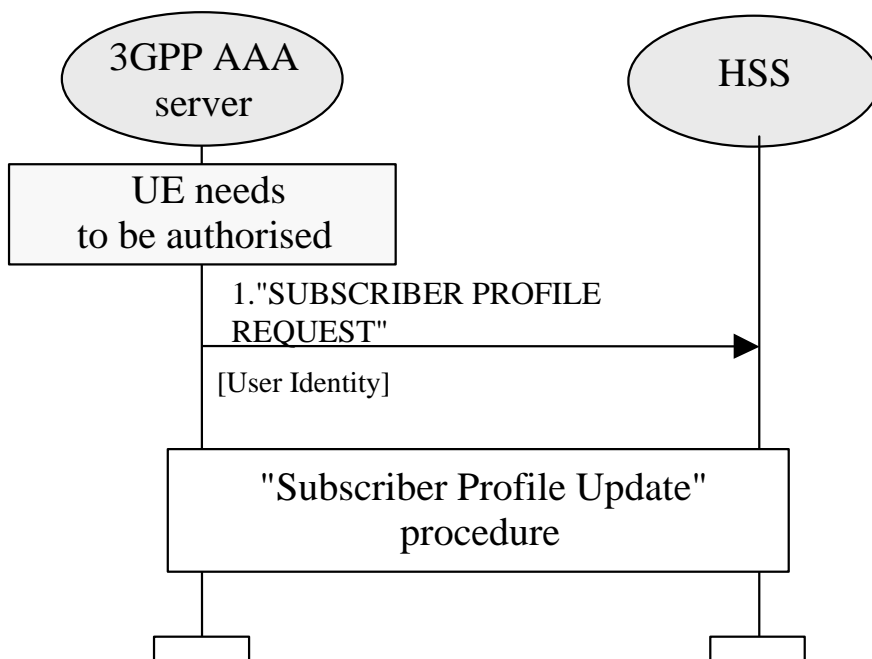 3GPP AAA
server
HSS
UE needs
to be authorised
1."SUBSCRIBER PROFILE
REQUEST"
[User Identity]
"Subscriber Profile Update"
procedure